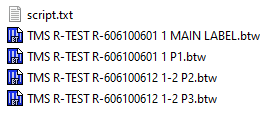 script.txt
TMS R-TEST R-606100601 1 MAIN LABEL.btw
TMS R-TEST R-606100601 1 P1.btw
TMS R-TEST R-606100612 1-2 P2.btw
TMS R-TEST R-606100612 1-2 P3.btw